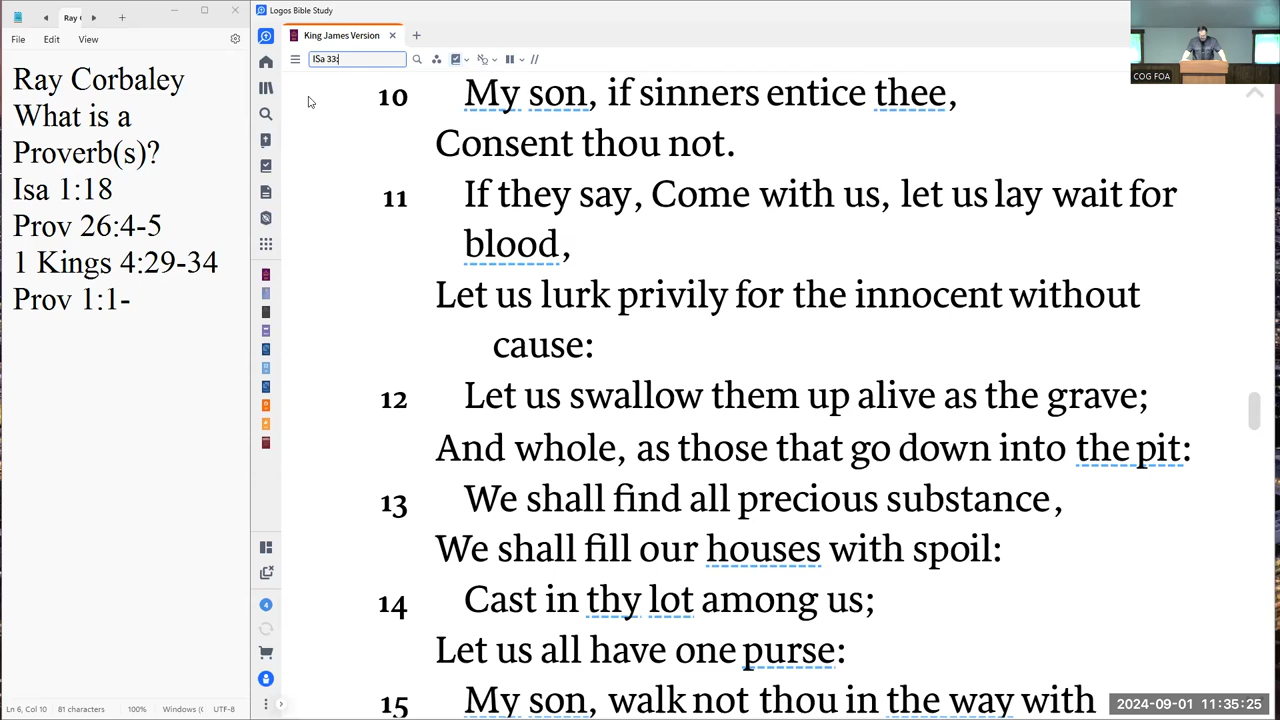 Ray C
File
Edit
View
Ray Corbaley
What is a
Proverb(s)?
Isa 1:18
Prov 26:4-5
1 Kings 4:29-34
Prov 1:1-
Ln 6, Col 10
81 characters
100%
Windows (
UTF-8
Logos Bible Study
King James Version
ISa 33:
10 My son, if sinners entice thee,
Consent thou not.
11 If they say, Come with us, let us lay wait for
blood,
Let us lurk privily for the innocent without
cause:
12 Let us swallow them up alive as the grave;
And whole, as those that go down into the pit:
13 We shall find all precious substance,
We shall fill our houses with spoil:
14 Cast in thy lot among us;
Let us all have one purse:
15 My son, walk not thou in the way with
4
COG FOA
2024-09-01 11:35:25